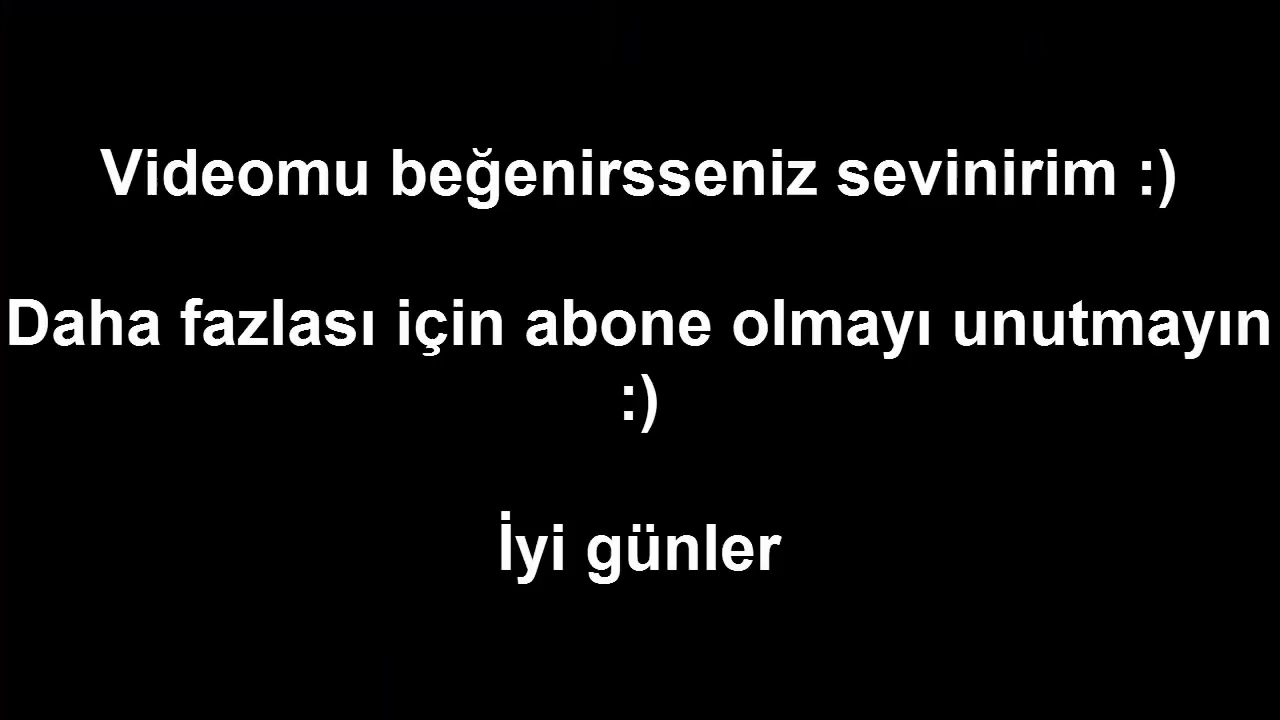 Videomu beğenirsseniz sevinirim :)
Daha fazlası için abone olmayı unutmayın
:)
İyi günler